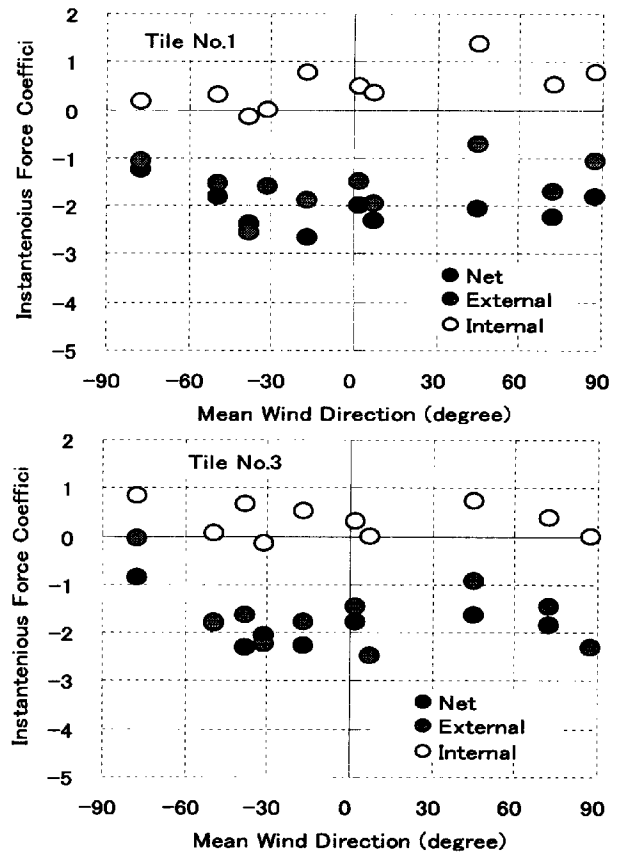 2
Tile No.1
1
0
−1
−2
−3
−4
−5
Instantenoius Force Coeffici
Net
External
Internal
−90 −60 −30 0 30 60 90
Mean Wind Direction (degree)
2
Tile No.3
1
0
−1
−2
−3
−4
−5
Instantenious Force Coeffici
Net
External
Internal
−90 −60 −30 0 30 60 90
Mean Wind Direction (degree)